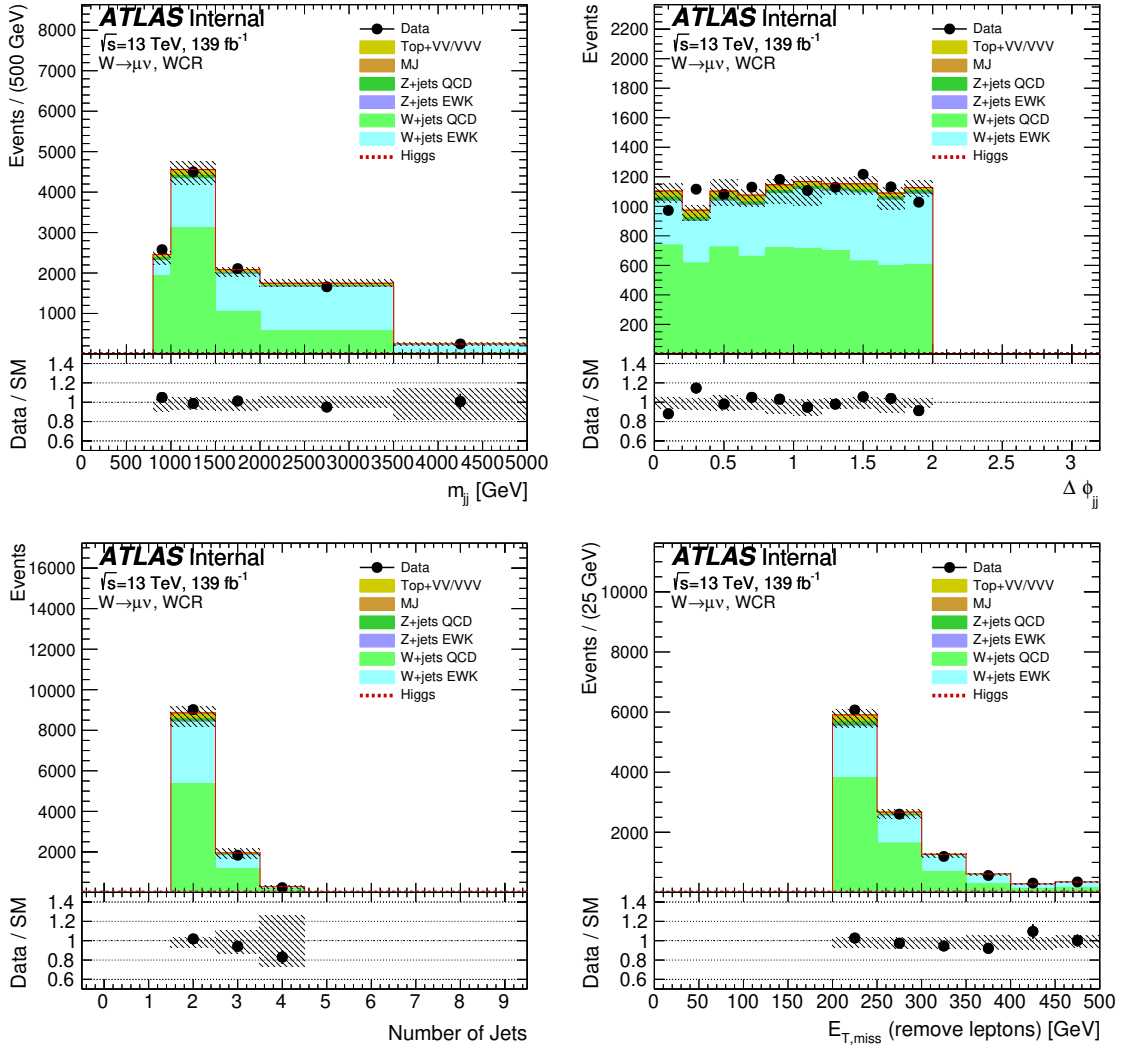 ATLAS Internal
√s=13 TeV, 139 fb-1
W→μν, WCR
Data
Top+VV/VVV
MJ
Z+jets QCD
Z+jets EWK
W+jets QCD
W+jets EWK
Higgs
Events / (500 GeV)
8000
7000
6000
5000
4000
3000
2000
1000
Data / SM
1.4
1.2
1
0.8
0.6
0 500 1000 1500 2000 2500 3000 3500 4000 4500 5000
m_jj [GeV]
ATLAS Internal
√s=13 TeV, 139 fb-1
W→μν, WCR
Data
Top+VV/VVV
MJ
Z+jets QCD
Z+jets EWK
W+jets QCD
W+jets EWK
Higgs
Events
2200
2000
1800
1600
1400
1200
1000
800
600
400
200
Data / SM
1.4
1.2
1
0.8
0.6
0 1 2 3
Δ ϕ_jj
ATLAS Internal
√s=13 TeV, 139 fb-1
W→μν, WCR
Data
Top+VV/VVV
MJ
Z+jets QCD
Z+jets EWK
W+jets QCD
W+jets EWK
Higgs
Events
16000
14000
12000
10000
8000
6000
4000
2000
Data / SM
1.4
1.2
1
0.8
0.6
0 1 2 3 4 5 6 7 8 9
Number of Jets
ATLAS Internal
√s=13 TeV, 139 fb-1
W→μν, WCR
Data
Top+VV/VVV
MJ
Z+jets QCD
Z+jets EWK
W+jets QCD
W+jets EWK
Higgs
Events / (25 GeV)
10000
8000
6000
4000
2000
Data / SM
1.4
1.2
1
0.8
0.6
0 50 100 150 200 250 300 350 400 450 500
E_T,miss (remove leptons) [GeV]